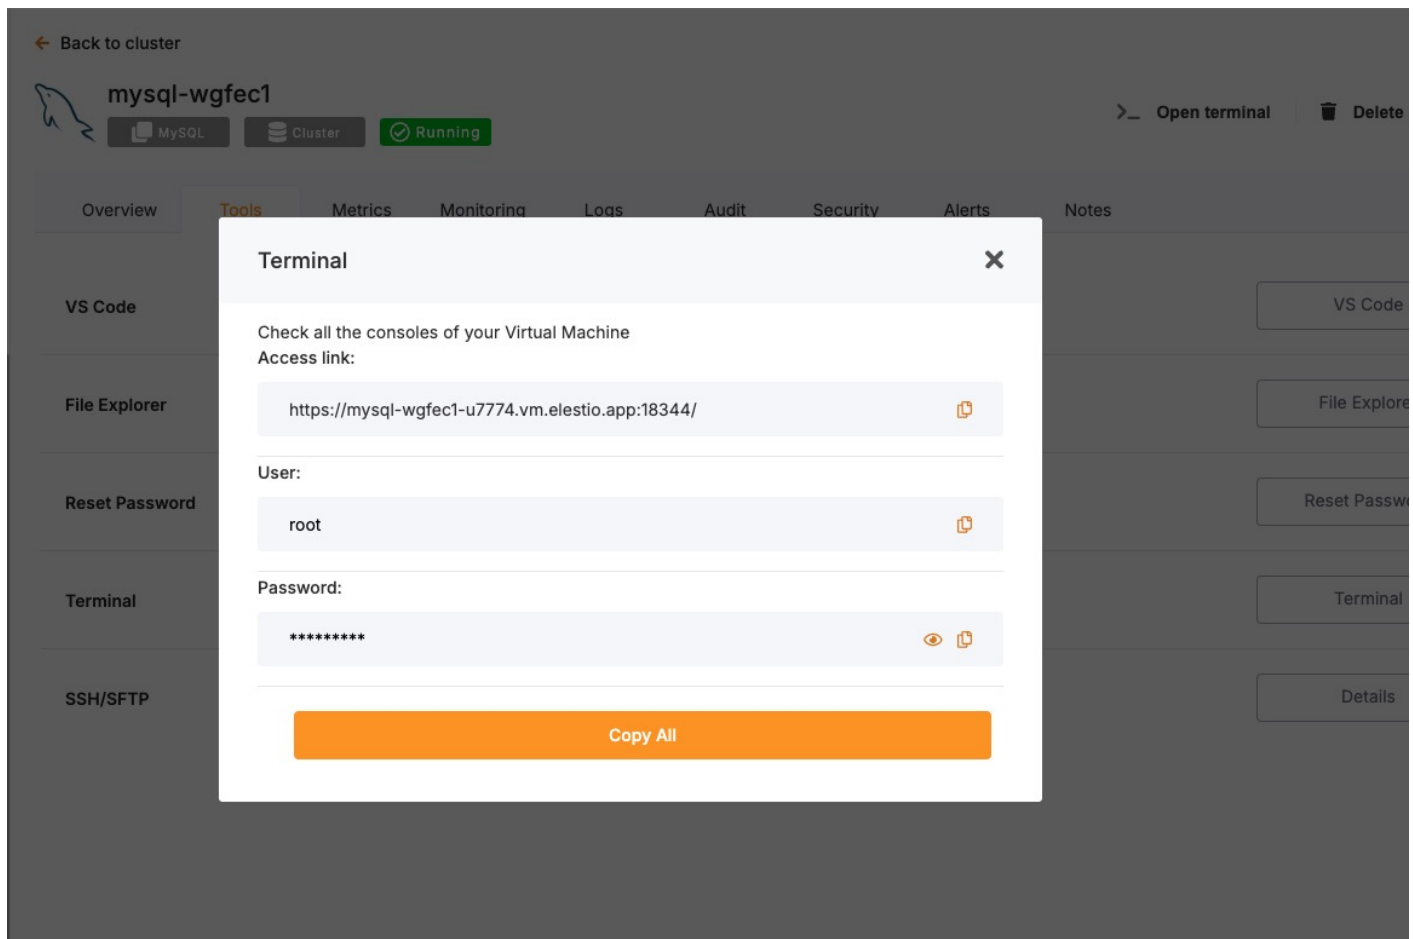 Back to cluster
mysql-wgfec1
MySQL Cluster Running
>_ Open terminal Delete
Overview Tools Metrics Monitoring Logs Audit Security Alerts Notes
Terminal
Check all the consoles of your Virtual Machine
Access link:
https://mysql-wgfec1-u7774.vm.elestio.app:18344/
User:
root
Password:
*********
Copy All
VS Code VS Code
File Explorer File Explore
Reset Password Reset Passw
Terminal Terminal
SSH/SFTP Details